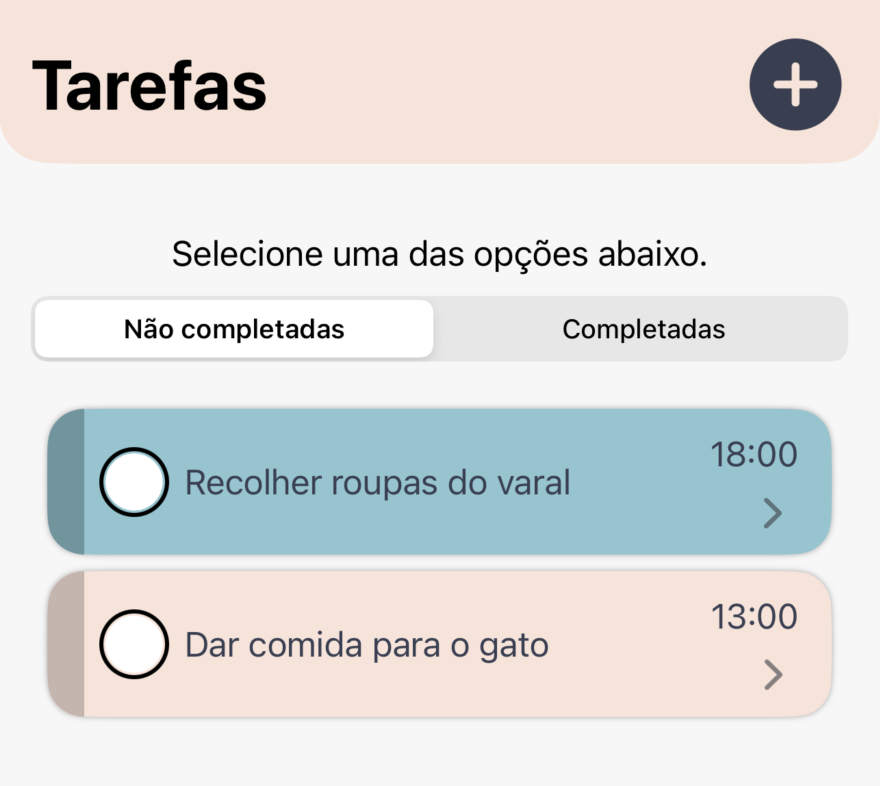 Tarefas
Selecione uma das opções abaixo.
Não completadas
Completadas
18:00
Recolher roupas do varal
13:00
Dar comida para o gato